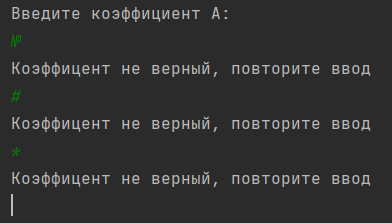 Введите коэффициент А:
№
Коэффицент не верный, повторите ввод
#
Коэффицент не верный, повторите ввод
*
Коэффицент не верный, повторите ввод